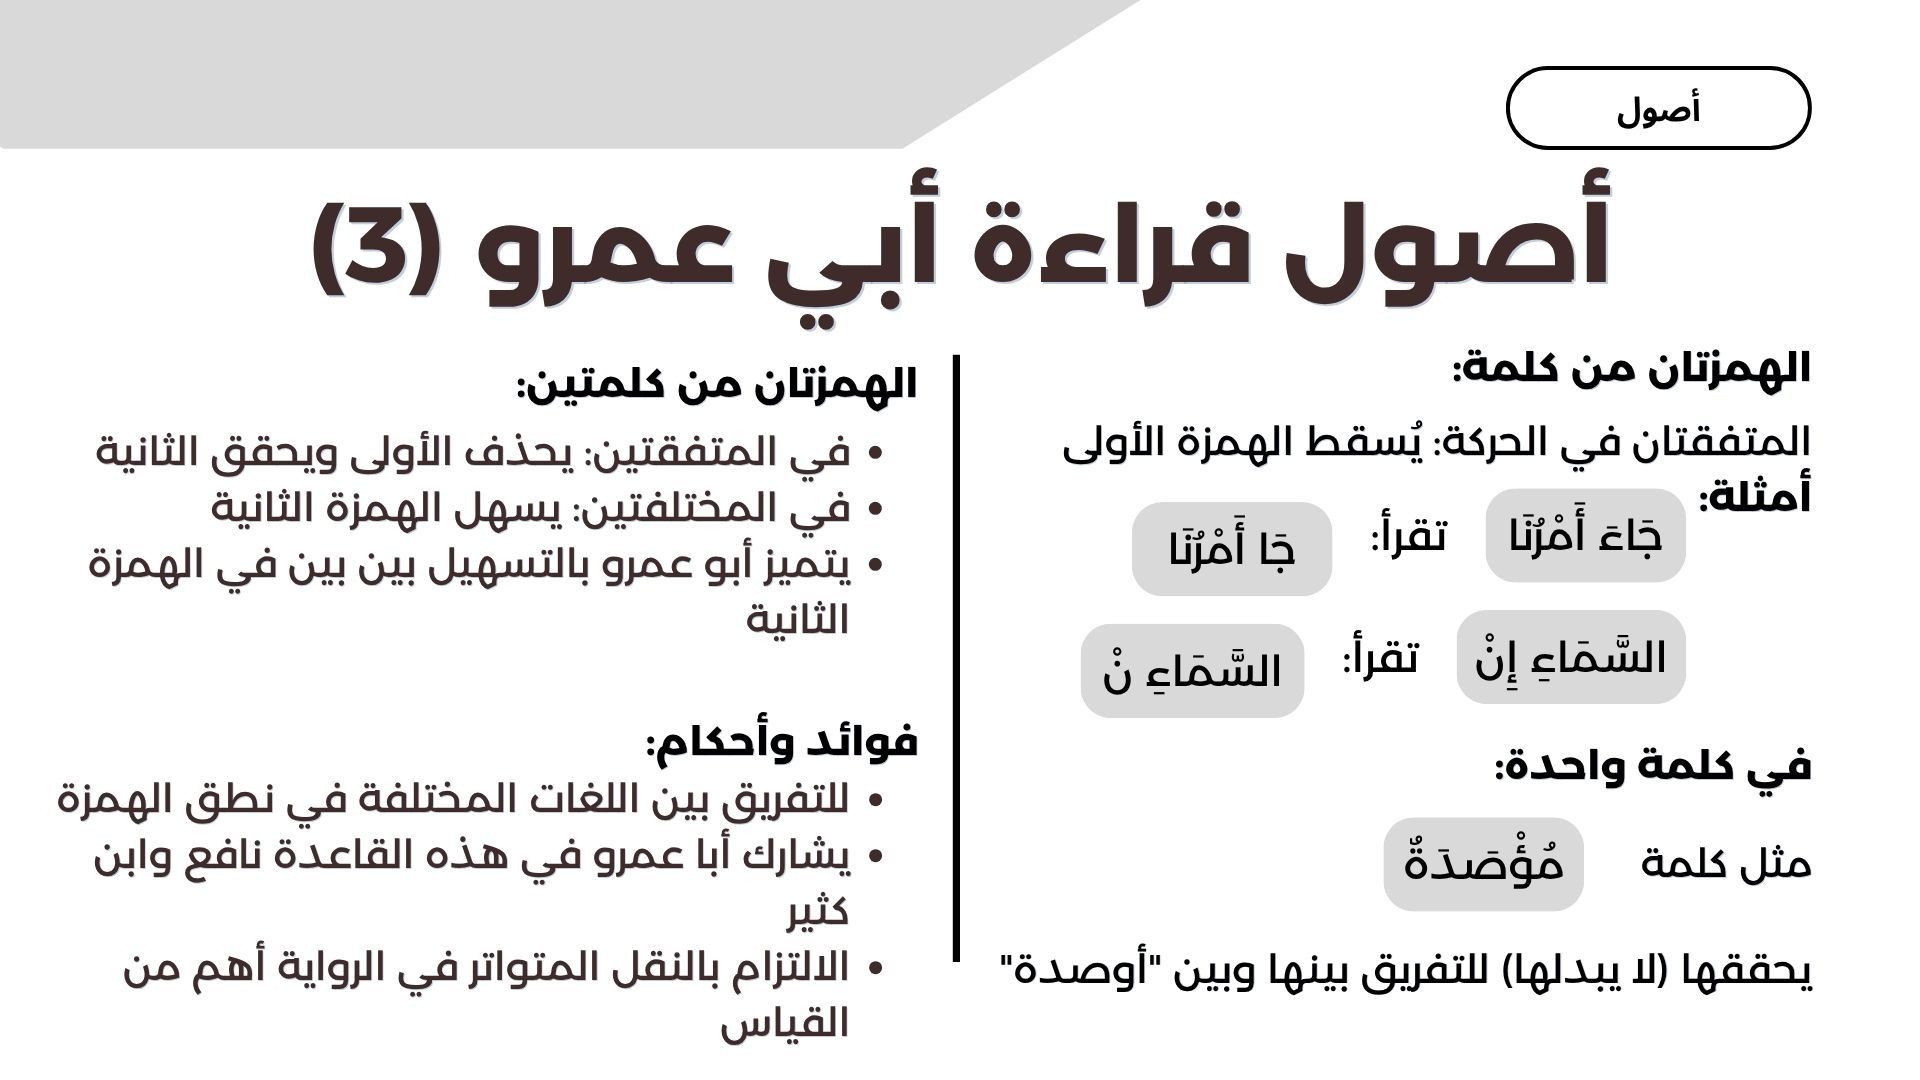 أصول
أصول قراءة أبي عمرو (3)
الهمزتان من كلمة:
المتفقتان في الحركة: يُسقط الهمزة الأولى
أمثلة:
جَاءَ أَمْرُنَا تقرأ: جَا أَمْرُنَا
السَّمَاءِ إِنْ تقرأ: السَّمَاءِ نْ
في كلمة واحدة:
مثل كلمة مُؤْصَدَةٌ
يحققها (لا يبدلها) للتفريق بينها وبين "أوصدة"
الهمزتان من كلمتين:
• في المتفقتين: يحذف الأولى ويحقق الثانية
• في المختلفتين: يسهل الهمزة الثانية
• يتميز أبو عمرو بالتسهيل بين بين في الهمزة
الثانية
فوائد وأحكام:
• للتفريق بين اللغات المختلفة في نطق الهمزة
• يشارك أبا عمرو في هذه القاعدة نافع وابن
كثير
• الالتزام بالنقل المتواتر في الرواية أهم من
القياس